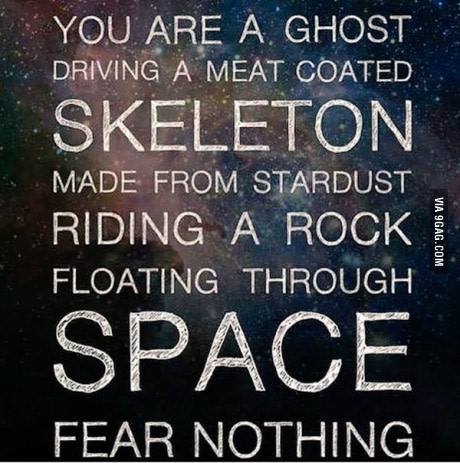 YOU ARE A GHOST
DRIVING A MEAT COATED
SKELETON
MADE FROM STARDUST
RIDING A ROCK
FLOATING THROUGH
SPACE
FEAR NOTHING
VIA 9GAG.COM